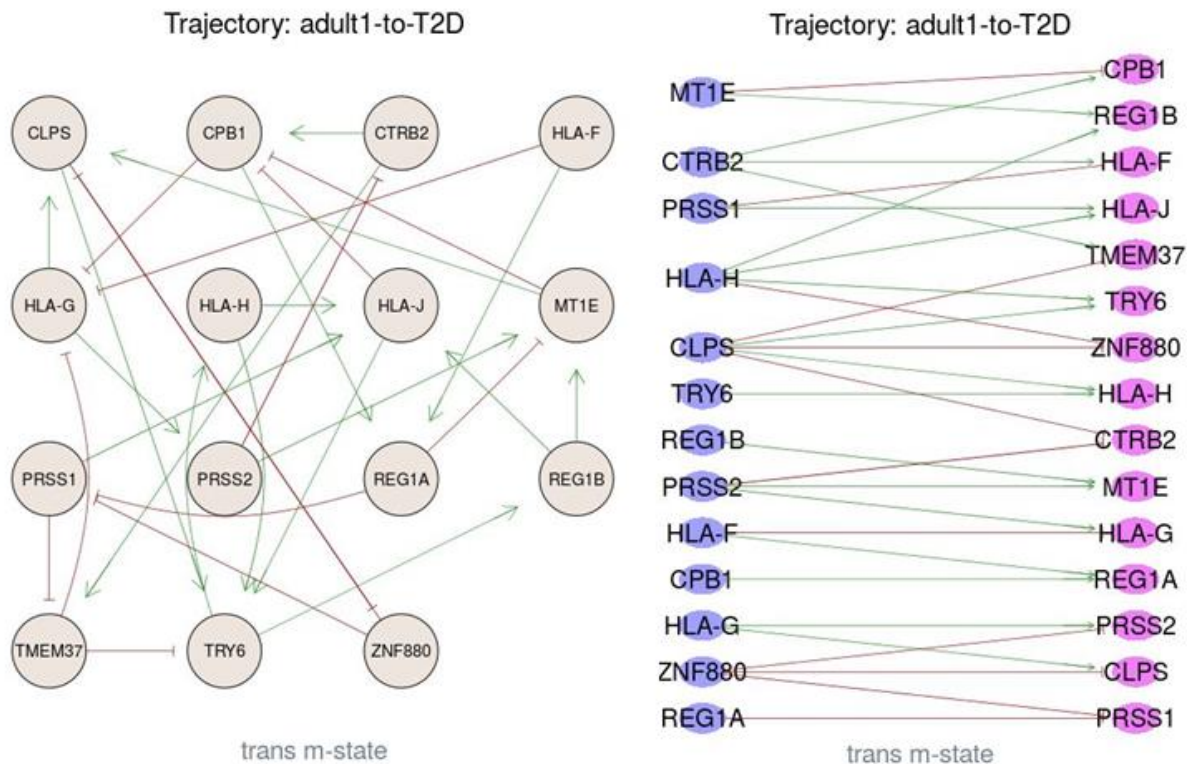 Trajectory: adult1-to-T2D
CLPS CPB1 CTRB2 HLA-F
HLA-G HLA-H HLA-J MT1E
PRSS1 PRSS2 REG1A REG1B
TMEM37 TRY6 ZNF880
trans m-state
Trajectory: adult1-to-T2D
MT1E
CTRB2
PRSS1
HLA-H
CLPS
TRY6
REG1B
PRSS2
HLA-F
CPB1
HLA-G
ZNF880
REG1A
CPB1
REG1B
HLA-F
HLA-J
TMEM37
TRY6
ZNF880
HLA-H
CTRB2
MT1E
HLA-G
REG1A
PRSS2
CLPS
PRSS1
trans m-state